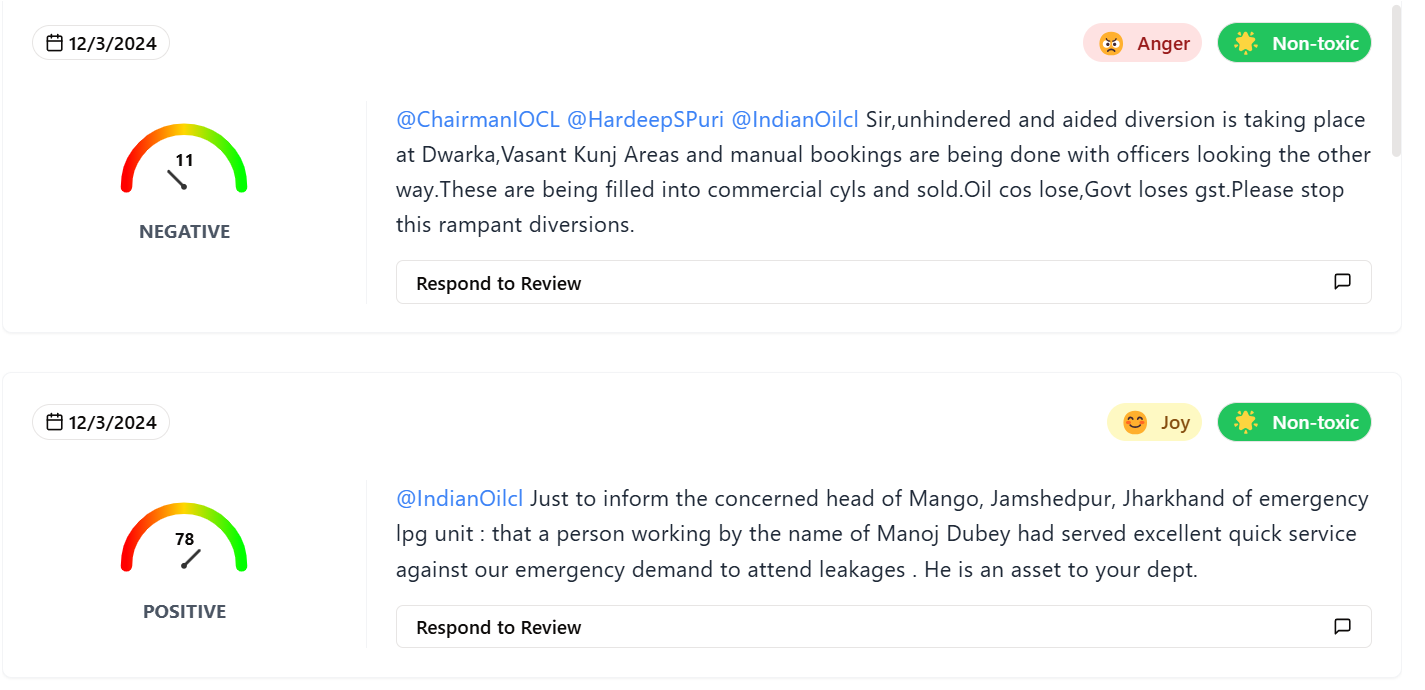 12/3/2024
Anger
Non-toxic
11
NEGATIVE
@ChairmanIOCL @HardeepSPuri @IndianOilcl Sir,unhindered and aided diversion is taking place
at Dwarka,Vasant Kunj Areas and manual bookings are being done with officers looking the other
way.These are being filled into commercial cyls and sold.Oil cos lose,Govt loses gst.Please stop
this rampant diversions.
Respond to Review
12/3/2024
Joy
Non-toxic
78
POSITIVE
@IndianOilcl Just to inform the concerned head of Mango, Jamshedpur, Jharkhand of emergency
lpg unit : that a person working by the name of Manoj Dubey had served excellent quick service
against our emergency demand to attend leakages . He is an asset to your dept.
Respond to Review